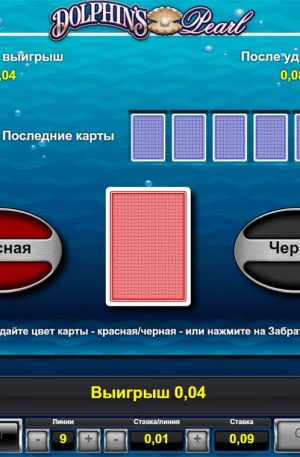 DOLPHIN'S Pearl
выигрыш После уд
,04 0,08
Последние карты
сная Чер
дайте цвет карты - красная/черная - или нажмите на Забрат
Выигрыш 0,04
Линии Ставка/линия Ставка
- 9 + - 0,01 + 0,09